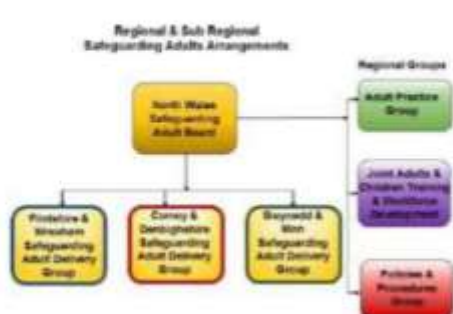 Regional & Sub Regional
Safeguarding Adults Arrangements
Regional Groups
North Wales
Safeguarding
Adult Board
Adult Practice
Group
Joint Adults &
Children Training
& Workforce
Development
Flintshire &
Wrexham
Safeguarding
Adult Delivery
Group
Conwy &
Denbighshire
Safeguarding
Adult Delivery
Group
Gwynedd &
Safeguarding
Adult Delivery
Group
Policies &
Procedures
Group